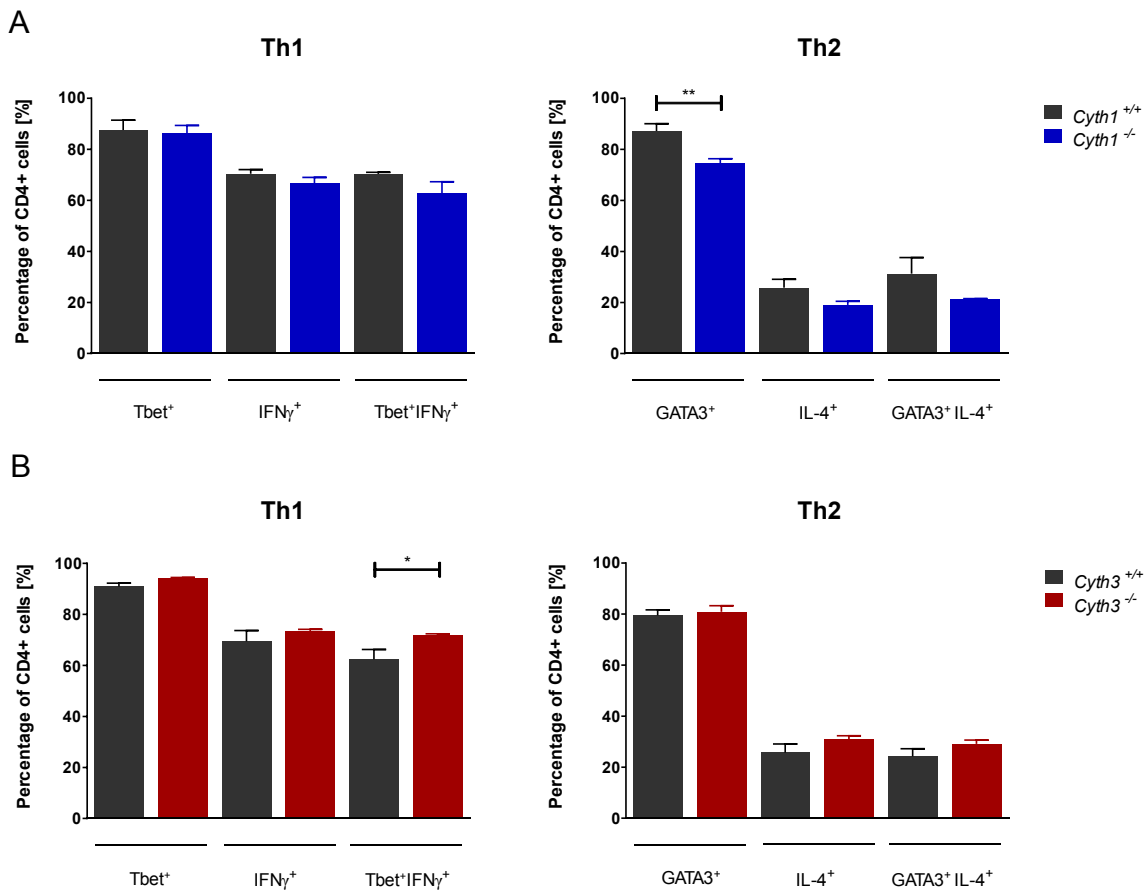 A
Th1
Th2
Percentage of CD4+ cells [%]
100
80
60
40
20
0
Tbet⁺
IFNγ⁺
Tbet⁺IFNγ⁺
Percentage of CD4+ cells [%]
100
80
60
40
20
0
**
GATA3⁺
IL-4⁺
GATA3⁺ IL-4⁺
Cyth1 +/+
Cyth1 -/-
B
Th1
Th2
Percentage of CD4+ cells [%]
100
80
60
40
20
0
*
Tbet⁺
IFNγ⁺
Tbet⁺IFNγ⁺
Percentage of CD4+ cells [%]
100
80
60
40
20
0
GATA3⁺
IL-4⁺
GATA3⁺ IL-4⁺
Cyth3 +/+
Cyth3 -/-